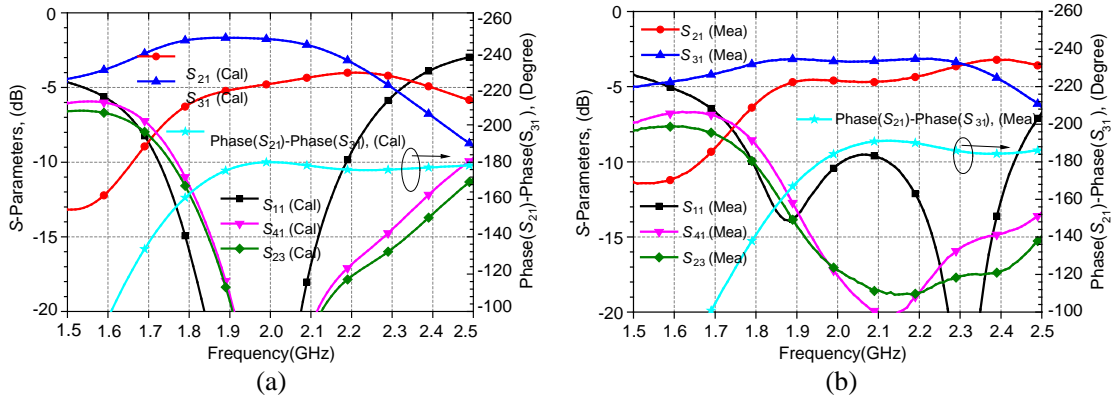 0
-5
-10
-15
-20
S-Parameters, (dB)
S21 (Cal)
S31 (Cal)
Phase(S21)-Phase(S31), (Cal)
S11 (Cal)
S41 (Cal)
S23 (Cal)
-260
-240
-220
-200
-180
-160
-140
-120
-100
Phase(S21)-Phase(S31), (Degree)
1.5 1.6 1.7 1.8 1.9 2.0 2.1 2.2 2.3 2.4 2.5
Frequency(GHz)
(a)
0
-5
-10
-15
-20
S-Parameters, (dB)
S21 (Mea)
S31 (Mea)
Phase(S21)-Phase(S31), (Mea)
S11 (Mea)
S41 (Mea)
S23 (Mea)
-260
-240
-220
-200
-180
-160
-140
-120
-100
Phase(S21)-Phase(S31), (Degree)
1.5 1.6 1.7 1.8 1.9 2.0 2.1 2.2 2.3 2.4 2.5
Frequency(GHz)
(b)